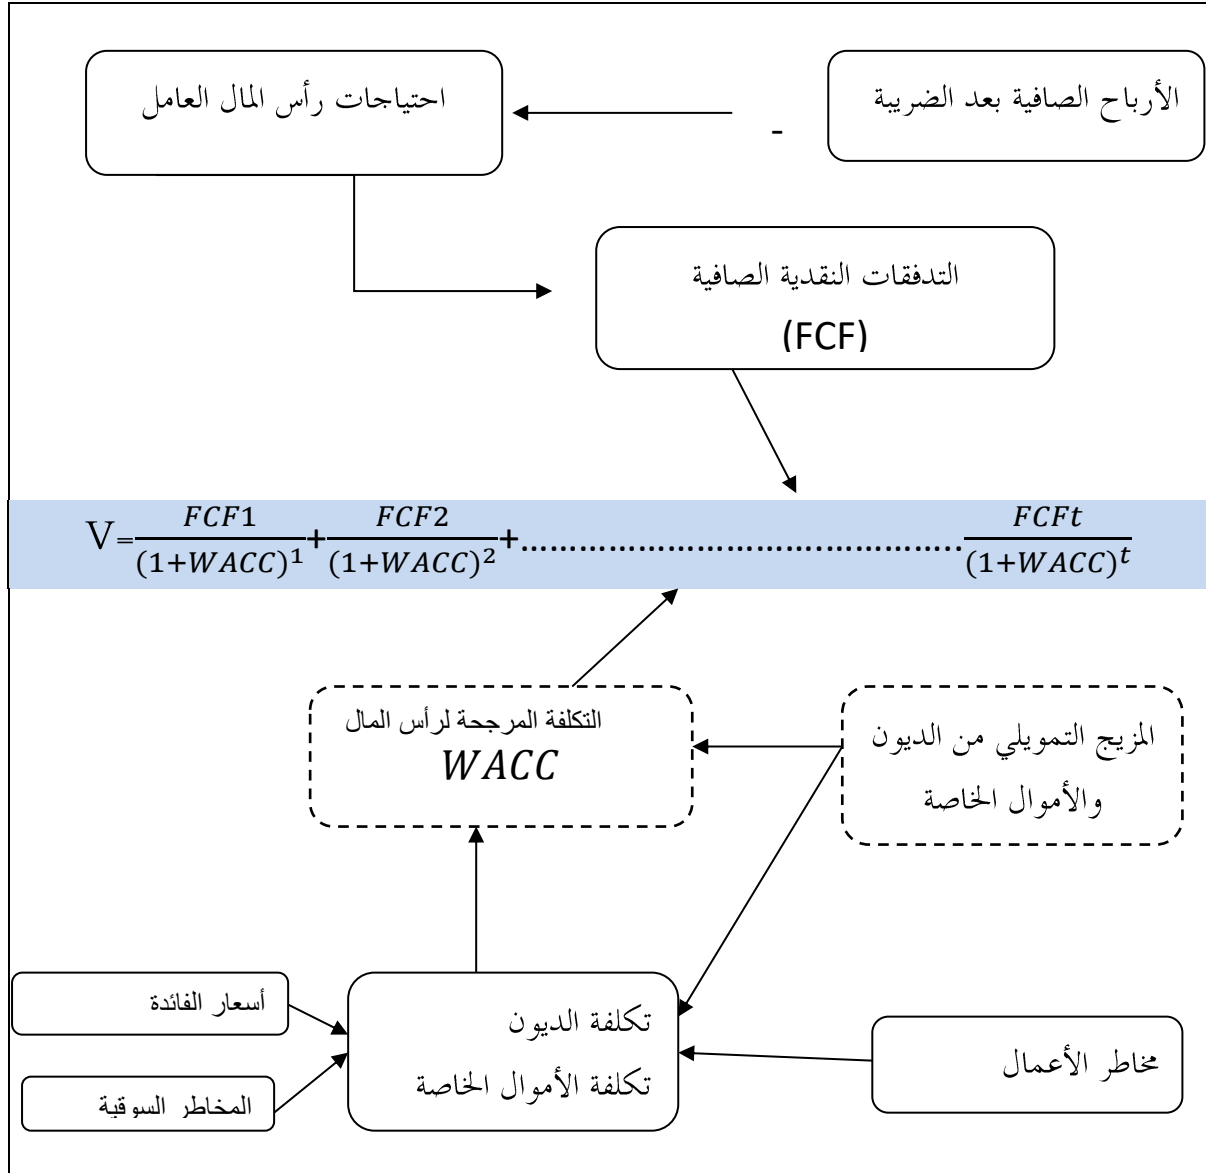 الأرباح الصافية بعد الضريبة
-
احتياجات رأس المال العامل
التدفقات النقدية الصافية
(FCF)
V=FCF1/(1+WACC)^1+FCF2/(1+WACC)^2+............................................FCFt/(1+WACC)^t
المزيج التمويلي من الديون
والأموال الخاصة
التكلفة المرجحة لرأس المال
WACC
مخاطر الأعمال
تكلفة الديون
تكلفة الأموال الخاصة
أسعار الفائدة
المخاطر السوقية